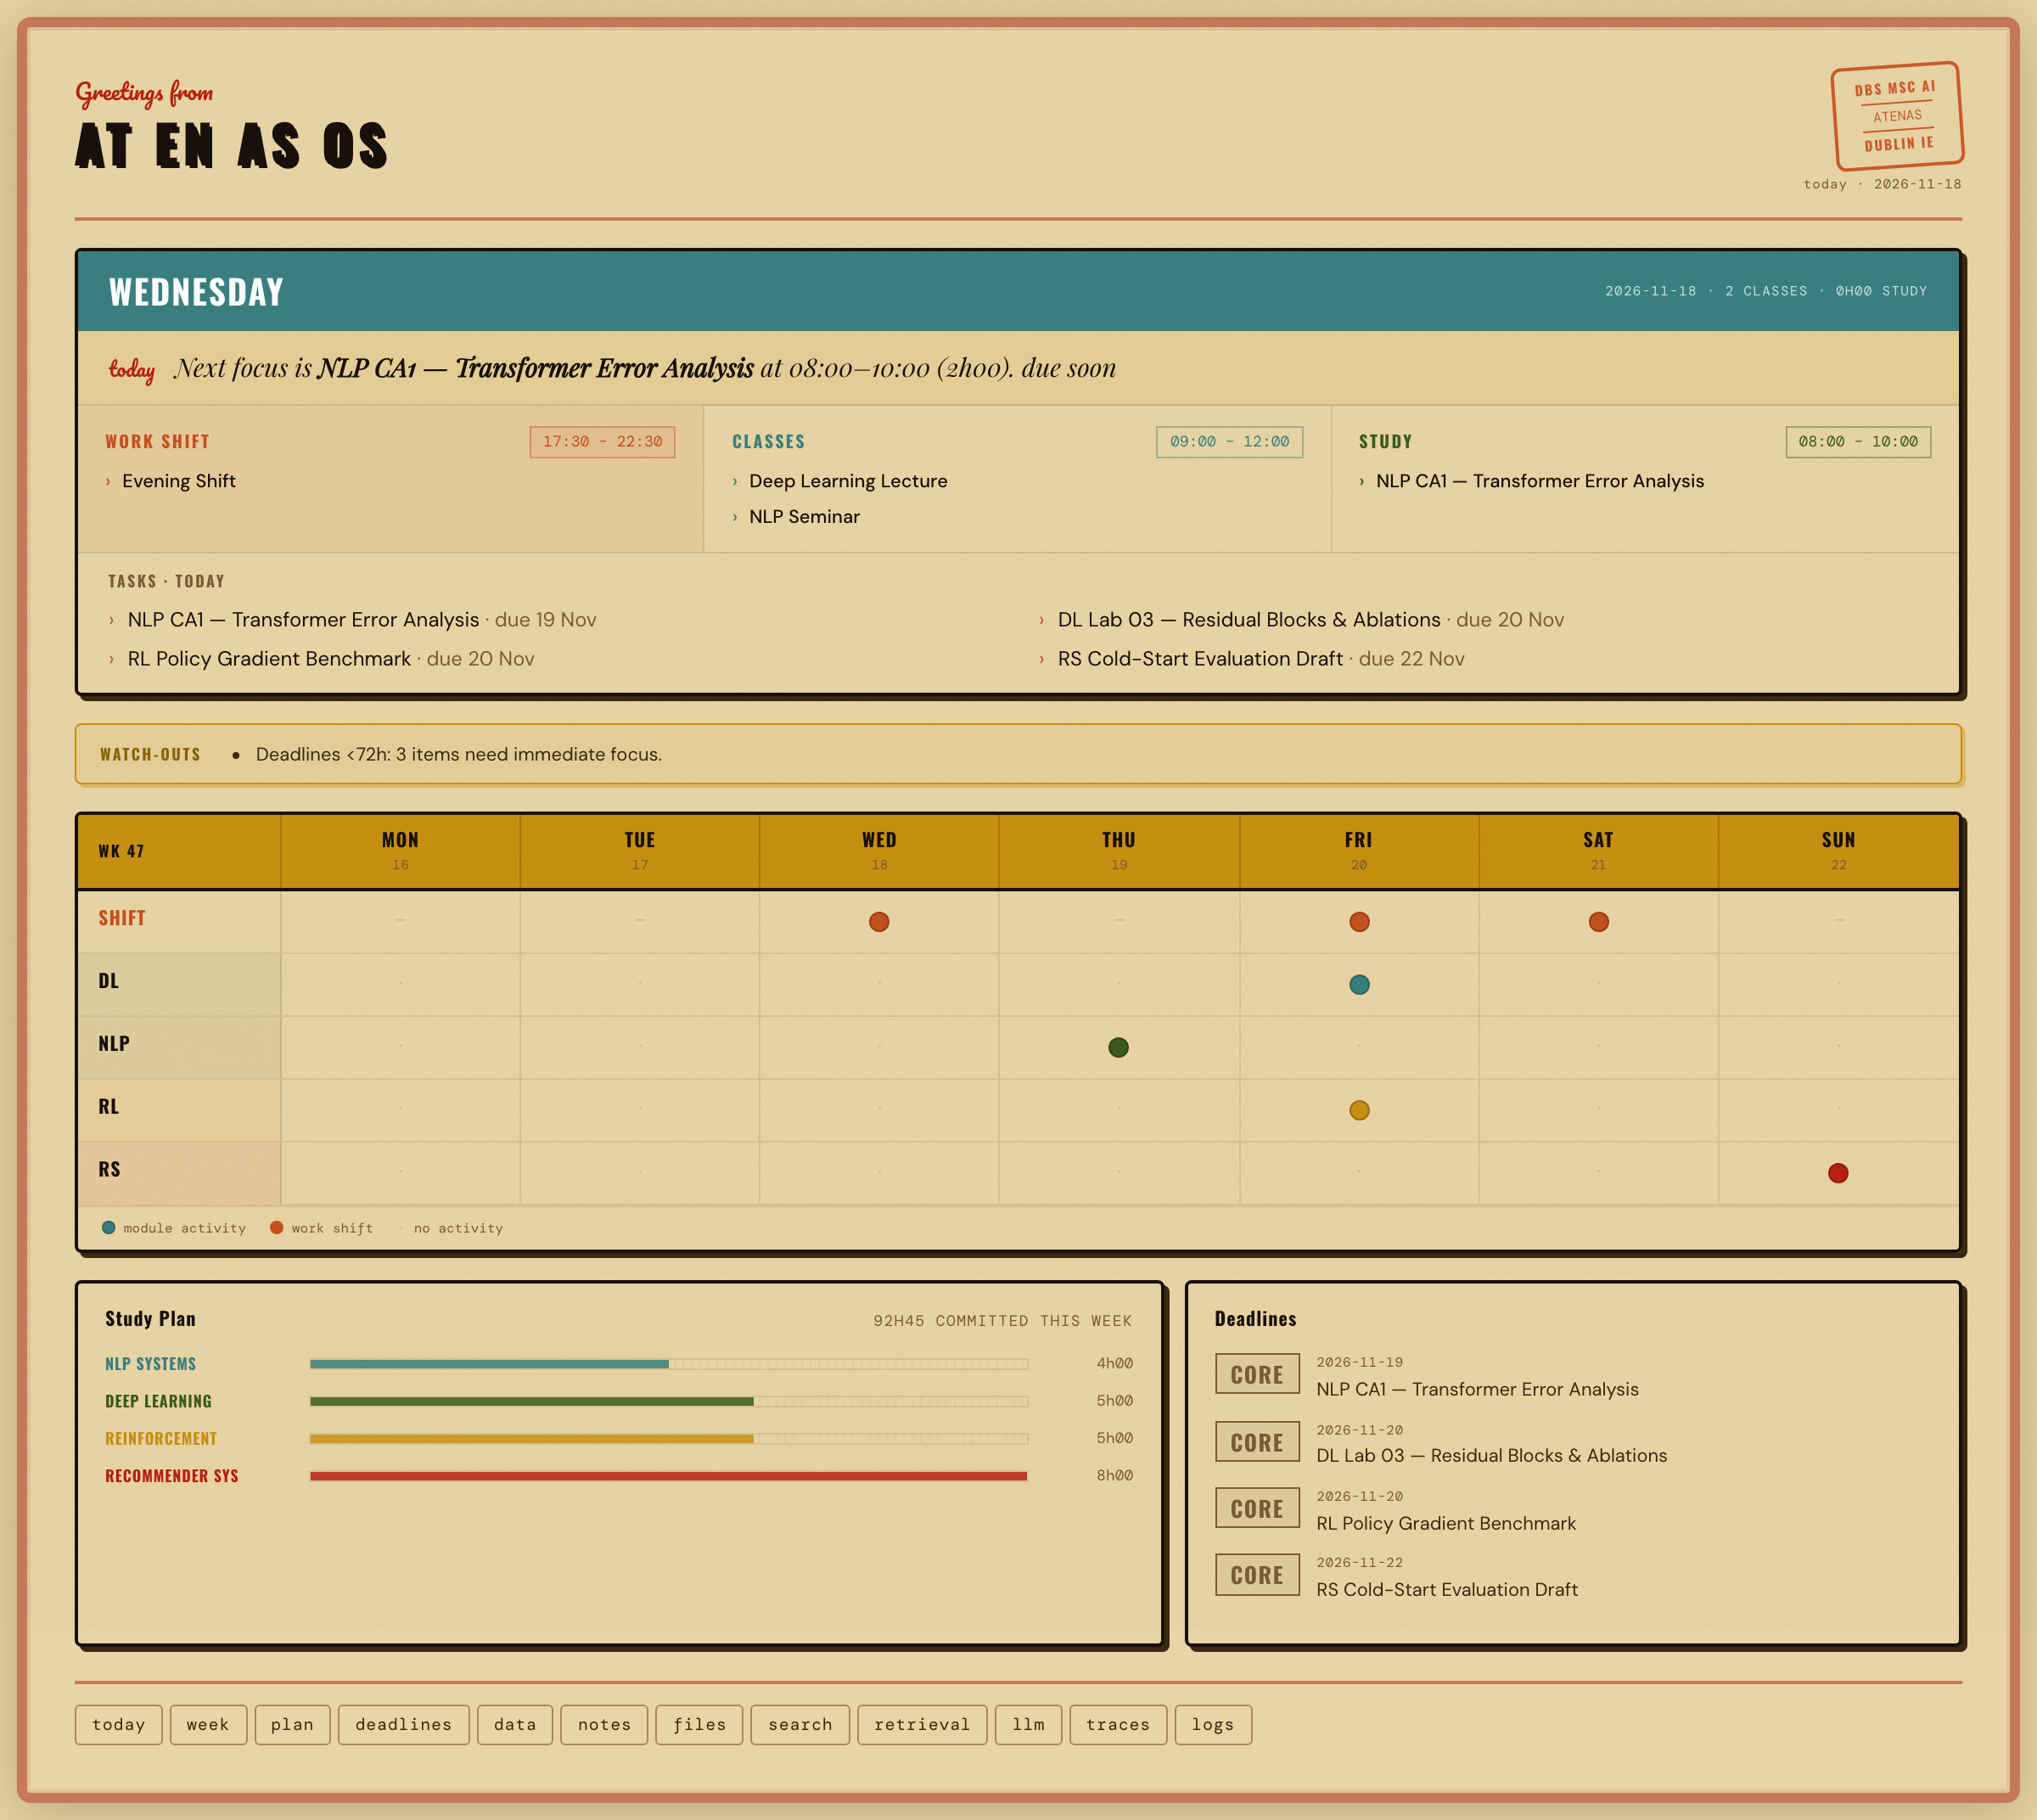 Greetings from
AT EN AS OS
DBS MSC AI
ATENAS
DUBLIN IE
today · 2026-11-18
WEDNESDAY
2026-11-18 · 2 CLASSES · 0H00 STUDY
today Next focus is NLP CA1 — Transformer Error Analysis at 08:00–10:00 (2h00). due soon
WORK SHIFT
17:30 - 22:30
› Evening Shift
CLASSES
09:00 - 12:00
› Deep Learning Lecture
› NLP Seminar
STUDY
08:00 - 10:00
› NLP CA1 — Transformer Error Analysis
TASKS · TODAY
› NLP CA1 — Transformer Error Analysis · due 19 Nov
› DL Lab 03 — Residual Blocks & Ablations · due 20 Nov
› RL Policy Gradient Benchmark · due 20 Nov
› RS Cold-Start Evaluation Draft · due 22 Nov
WATCH-OUTS
• Deadlines <72h: 3 items need immediate focus.
WK 47
MON
16
TUE
17
WED
18
THU
19
FRI
20
SAT
21
SUN
22
SHIFT
DL
NLP
RL
RS
module activity
work shift
· no activity
Study Plan
92H45 COMMITTED THIS WEEK
NLP SYSTEMS 4h00
DEEP LEARNING 5h00
REINFORCEMENT 5h00
RECOMMENDER SYS 8h00
Deadlines
CORE
2026-11-19
NLP CA1 — Transformer Error Analysis
CORE
2026-11-20
DL Lab 03 — Residual Blocks & Ablations
CORE
2026-11-20
RL Policy Gradient Benchmark
CORE
2026-11-22
RS Cold-Start Evaluation Draft
today week plan deadlines data notes files search retrieval llm traces logs